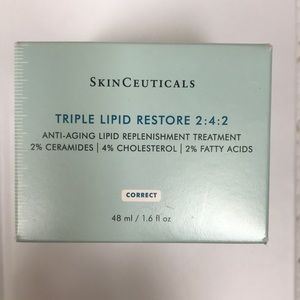 SKINCEUTICALS
TRIPLE LIPID RESTORE 2:4:2
ANTI-AGING LIPID REPLENISHMENT TREATMENT
2% CERAMIDES | 4% CHOLESTEROL | 2% FATTY ACIDS
CORRECT
48 ml / 1.6 fl oz